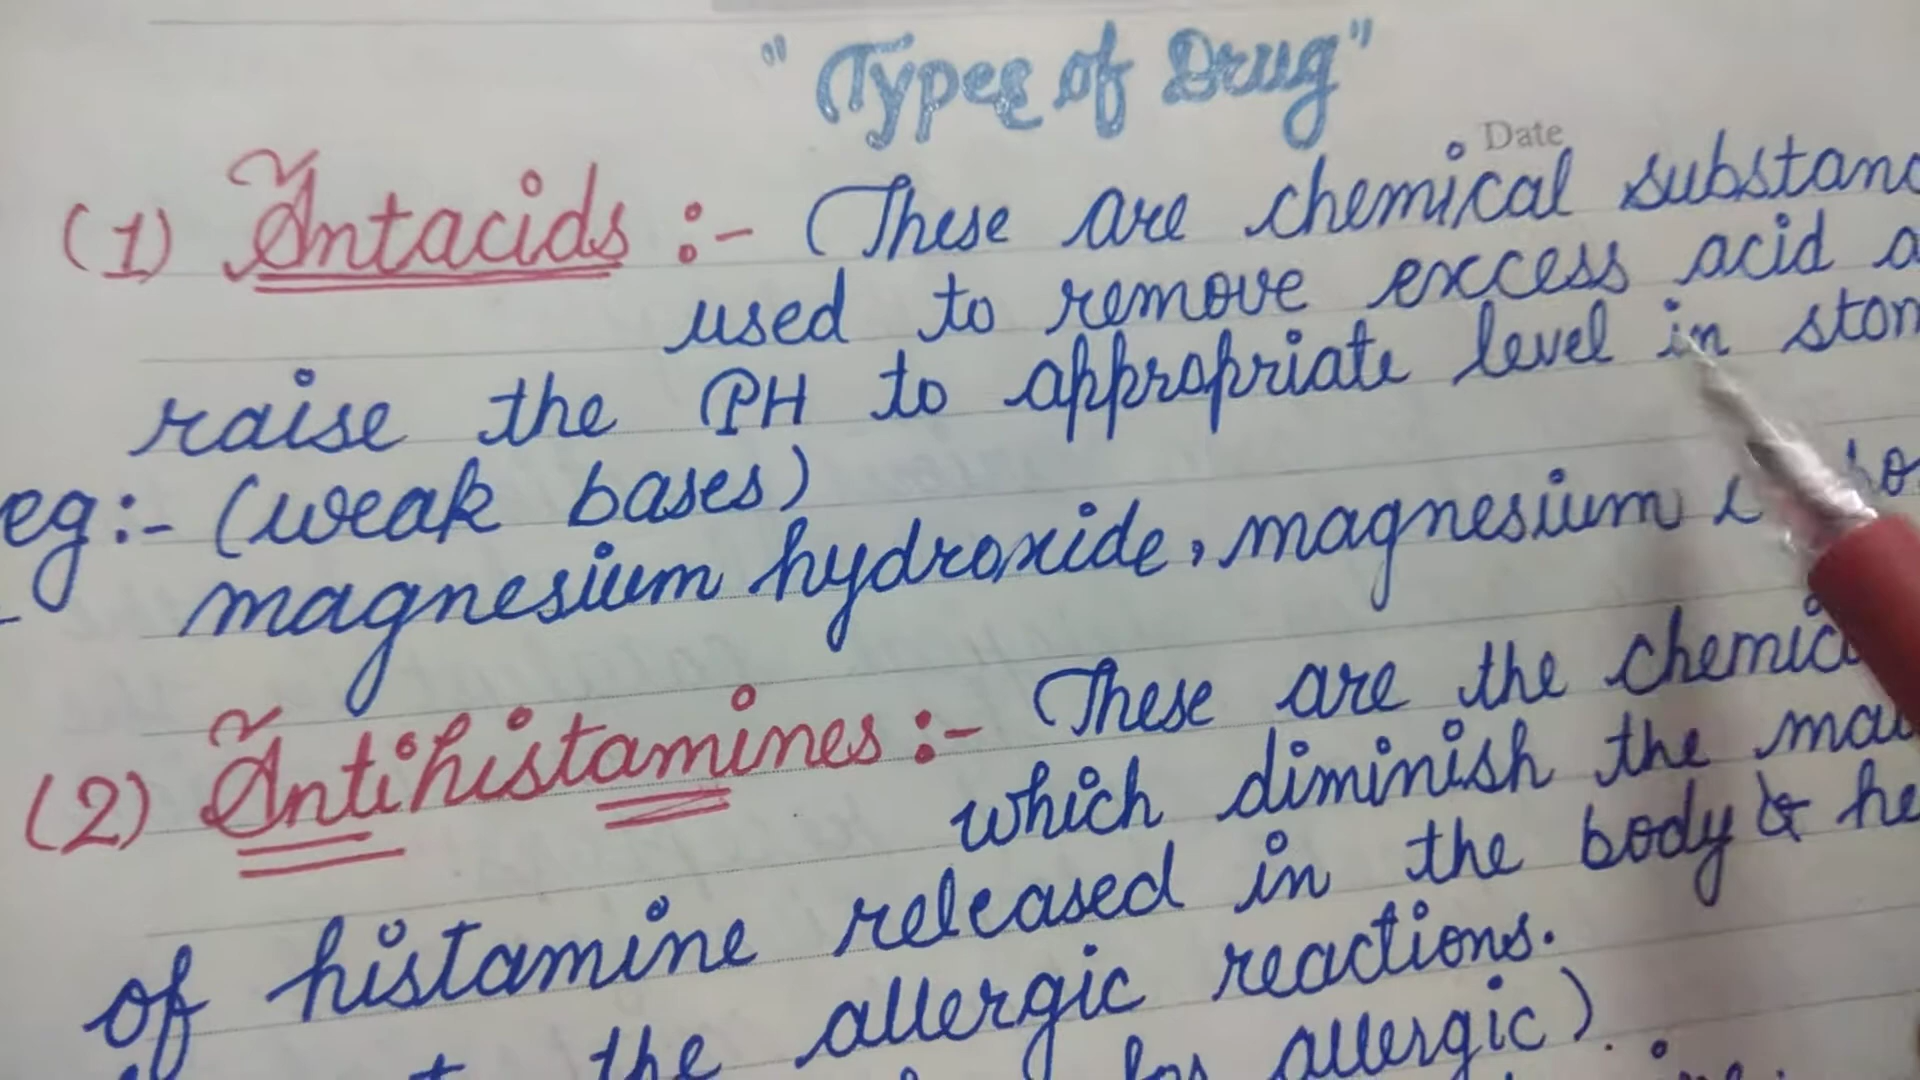 "Types of Drug"
Date
(1) Antacids :- These are chemical substanc
used to remove excess acid a
raise the PH to appropriate level in stom
eg:- (weak bases)
magnesium hydroxide, magnesium
(2) Antihistamines :- These are the chemic
which diminish the ma
of histamine released in the body & he
the allergic reactions.
allergic).